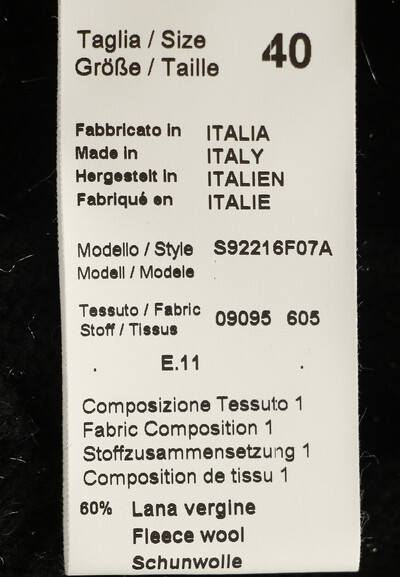 Taglia / Size 40
Größe / Taille
Fabbricato in ITALIA
Made in ITALY
Hergestelt in ITALIEN
Fabriqué en ITALIE
Modello / Style S92216F07A
Modell / Modele
Tessuto / Fabric 09095 605
Stoff / Tissus
. E.11 .
Composizione Tessuto 1
Fabric Composition 1
Stoffzusammensetzung 1
Composition de tissu 1
60% Lana vergine
Fleece wool
Schunwolle